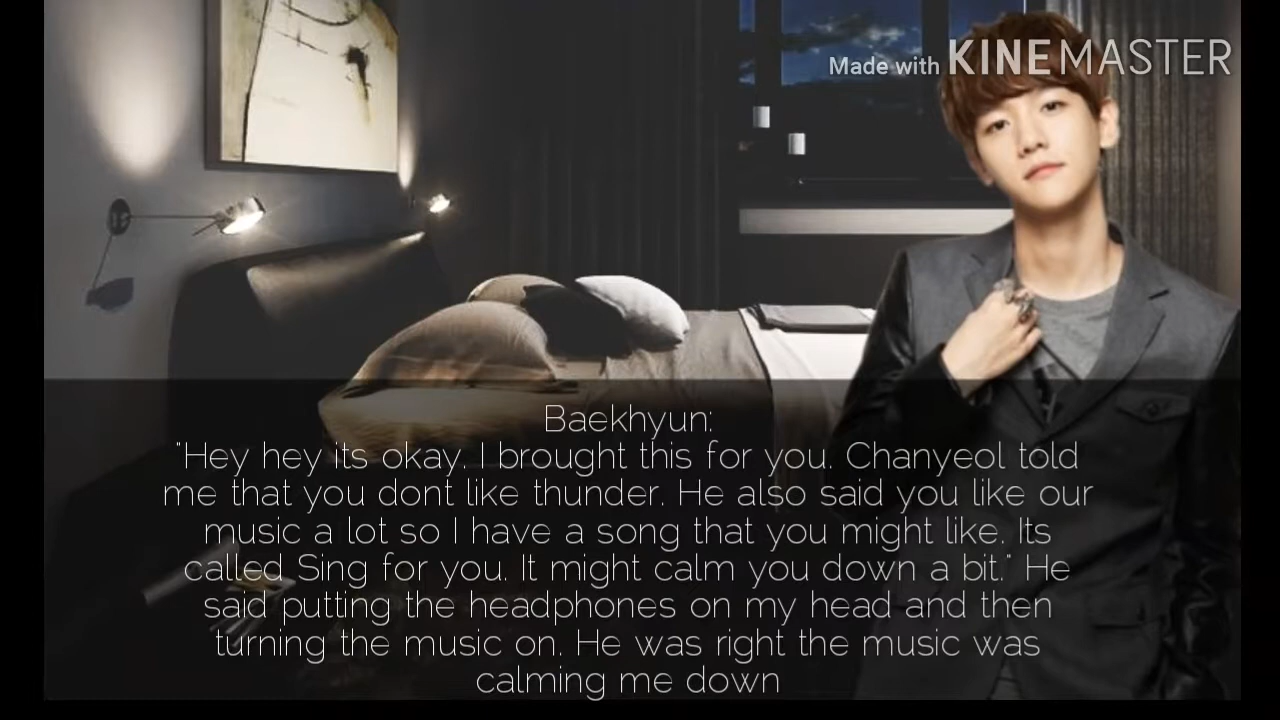 Made with KINEMASTER
Baekhyun:
"Hey hey its okay. I brought this for you. Chanyeol told
me that you dont like thunder. He also said you like our
music a lot so I have a song that you might like. Its
called Sing for you. It might calm you down a bit." He
said putting the headphones on my head and then
turning the music on. He was right the music was
calming me down